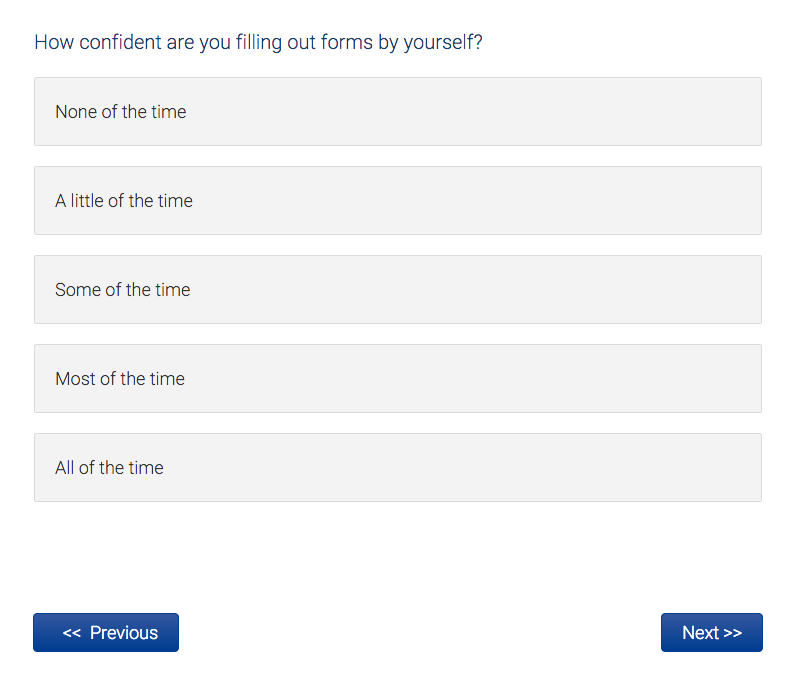 How confident are you filling out forms by yourself?
None of the time
A little of the time
Some of the time
Most of the time
All of the time
<< Previous
Next >>